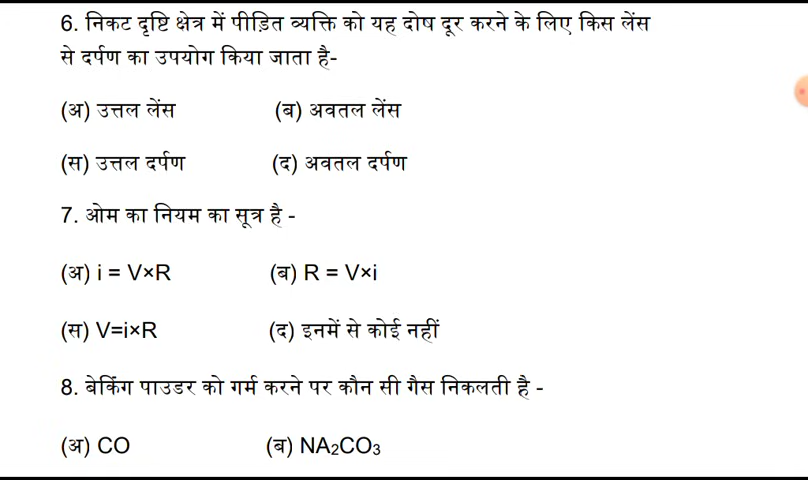 6. निकट दृष्टि क्षेत्र में पीड़ित व्यक्ति को यह दोष दूर करने के लिए किस लेंस
से दर्पण का उपयोग किया जाता है-
(अ) उत्तल लेंस (ब) अवतल लेंस
(स) उत्तल दर्पण (द) अवतल दर्पण
7. ओम का नियम का सूत्र है -
(अ) i = V×R (ब) R = V×i
(स) V=i×R (द) इनमें से कोई नहीं
8. बेकिंग पाउडर को गर्म करने पर कौन सी गैस निकलती है -
(अ) CO (ब) NA₂CO₃